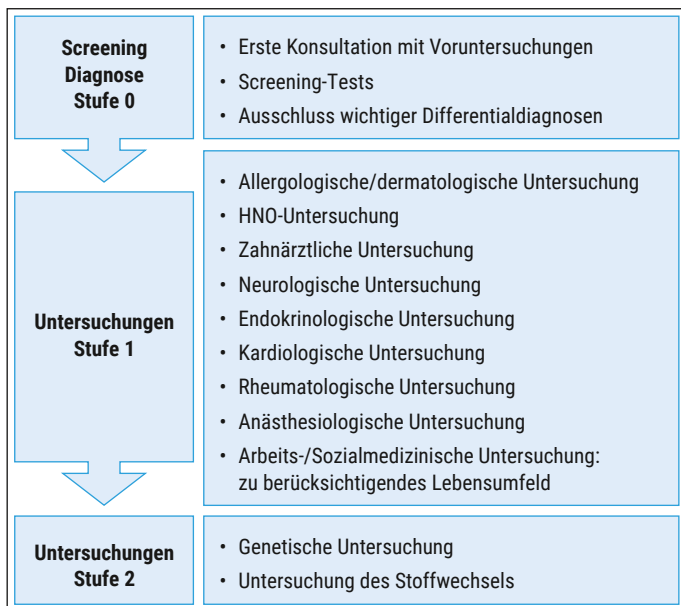 Screening
Diagnose
Stufe 0
• Erste Konsultation mit Voruntersuchungen
• Screening-Tests
• Ausschluss wichtiger Differentialdiagnosen
Untersuchungen
Stufe 1
• Allergologische/dermatologische Untersuchung
• HNO-Untersuchung
• Zahnärztliche Untersuchung
• Neurologische Untersuchung
• Endokrinologische Untersuchung
• Kardiologische Untersuchung
• Rheumatologische Untersuchung
• Anästhesiologische Untersuchung
• Arbeits-/Sozialmedizinische Untersuchung:
zu berücksichtigendes Lebensumfeld
Untersuchungen
Stufe 2
• Genetische Untersuchung
• Untersuchung des Stoffwechsels